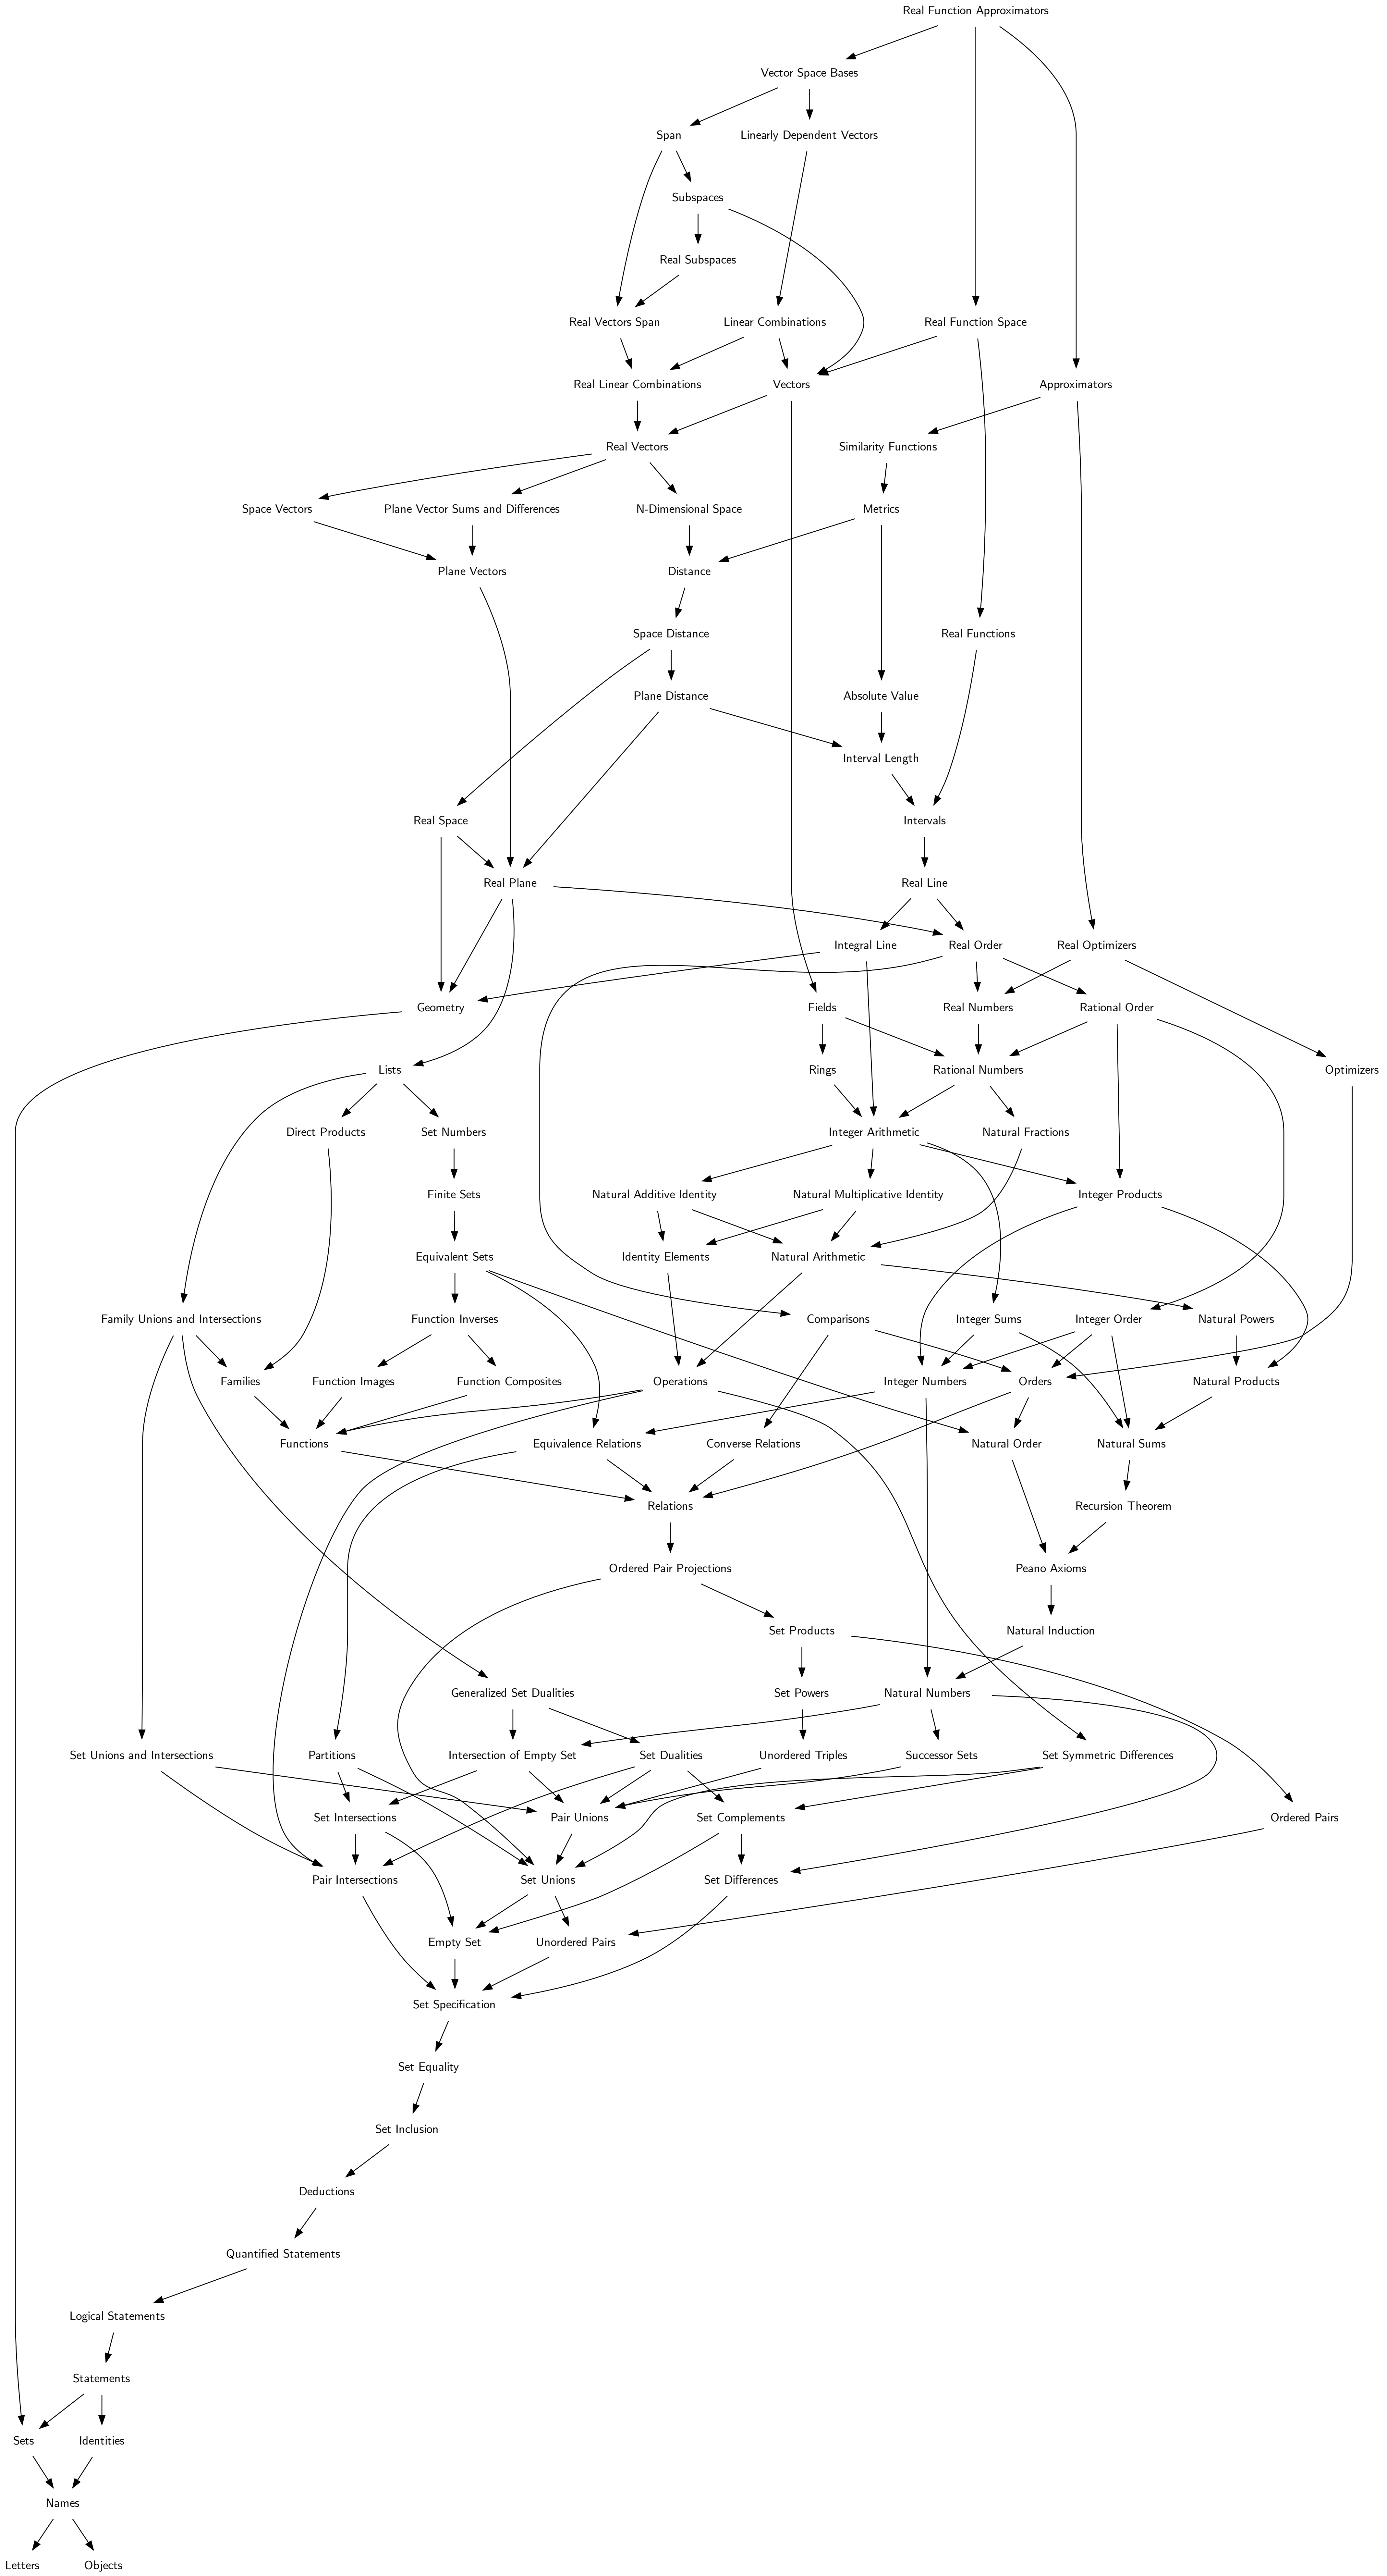 Real Function Approximators
Vector Space Bases
Span
Linearly Dependent Vectors
Subspaces
Real Subspaces
Real Vectors Span
Linear Combinations
Real Function Space
Real Linear Combinations
Vectors
Approximators
Real Vectors
Similarity Functions
Space Vectors
Plane Vector Sums and Differences
N-Dimensional Space
Metrics
Plane Vectors
Distance
Space Distance
Real Functions
Plane Distance
Absolute Value
Interval Length
Real Space
Intervals
Real Plane
Real Line
Integral Line
Real Order
Real Optimizers
Geometry
Fields
Real Numbers
Rational Order
Lists
Rings
Rational Numbers
Optimizers
Direct Products
Set Numbers
Integer Arithmetic
Natural Fractions
Finite Sets
Natural Additive Identity
Natural Multiplicative Identity
Integer Products
Equivalent Sets
Identity Elements
Natural Arithmetic
Family Unions and Intersections
Function Inverses
Comparisons
Integer Sums
Integer Order
Natural Powers
Families
Function Images
Function Composites
Operations
Integer Numbers
Orders
Natural Products
Functions
Equivalence Relations
Converse Relations
Natural Order
Natural Sums
Relations
Recursion Theorem
Ordered Pair Projections
Peano Axioms
Set Products
Natural Induction
Generalized Set Dualities
Set Powers
Natural Numbers
Set Unions and Intersections
Partitions
Intersection of Empty Set
Set Dualities
Unordered Triples
Successor Sets
Set Symmetric Differences
Set Intersections
Pair Unions
Set Complements
Ordered Pairs
Pair Intersections
Set Unions
Set Differences
Empty Set
Unordered Pairs
Set Specification
Set Equality
Set Inclusion
Deductions
Quantified Statements
Logical Statements
Statements
Sets
Identities
Names
Letters
Objects